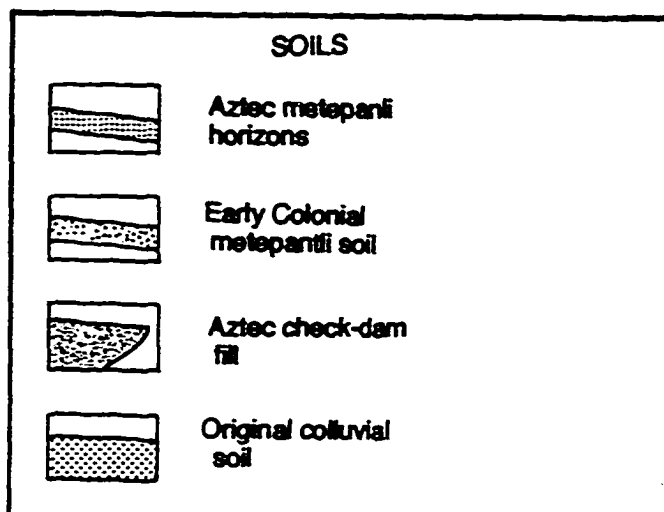 SOILS
Aztec metepanli
horizons
Early Colonial
metepantli soil
Aztec check-dam
fill
Original colluvial
soil